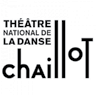 THÉÂTRE
NATIONAL DE
LA DANSE
chaillOT